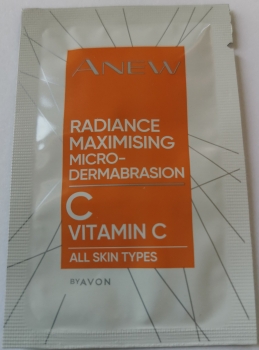 ANEW
RADIANCE
MAXIMISING
MICRO-
DERMABRASION
C
VITAMIN C
ALL SKIN TYPES
BY AVON